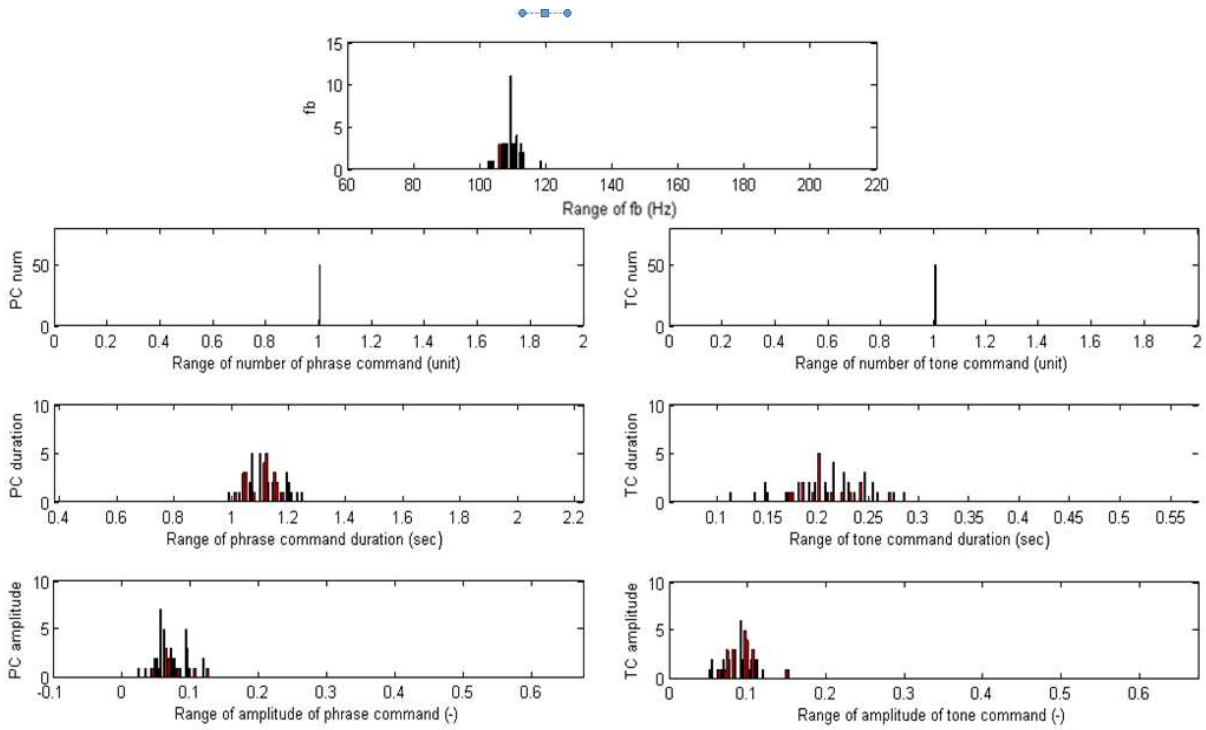 15
10
5
0
fb
60 80 100 120 140 160 180 200 220
Range of fb (Hz)
50
0
PC num
0 0.2 0.4 0.6 0.8 1 1.2 1.4 1.6 1.8 2
Range of number of phrase command (unit)
50
0
TC num
0 0.2 0.4 0.6 0.8 1 1.2 1.4 1.6 1.8 2
Range of number of tone command (unit)
10
5
0
PC duration
0.4 0.6 0.8 1 1.2 1.4 1.6 1.8 2 2.2
Range of phrase command duration (sec)
10
5
0
TC duration
0.1 0.15 0.2 0.25 0.3 0.35 0.4 0.45 0.5 0.55
Range of tone command duration (sec)
10
5
0
PC amplitude
-0.1 0 0.1 0.2 0.3 0.4 0.5 0.6
Range of amplitude of phrase command (-)
10
5
0
TC amplitude
0 0.1 0.2 0.3 0.4 0.5 0.6
Range of amplitude of tone command (-)